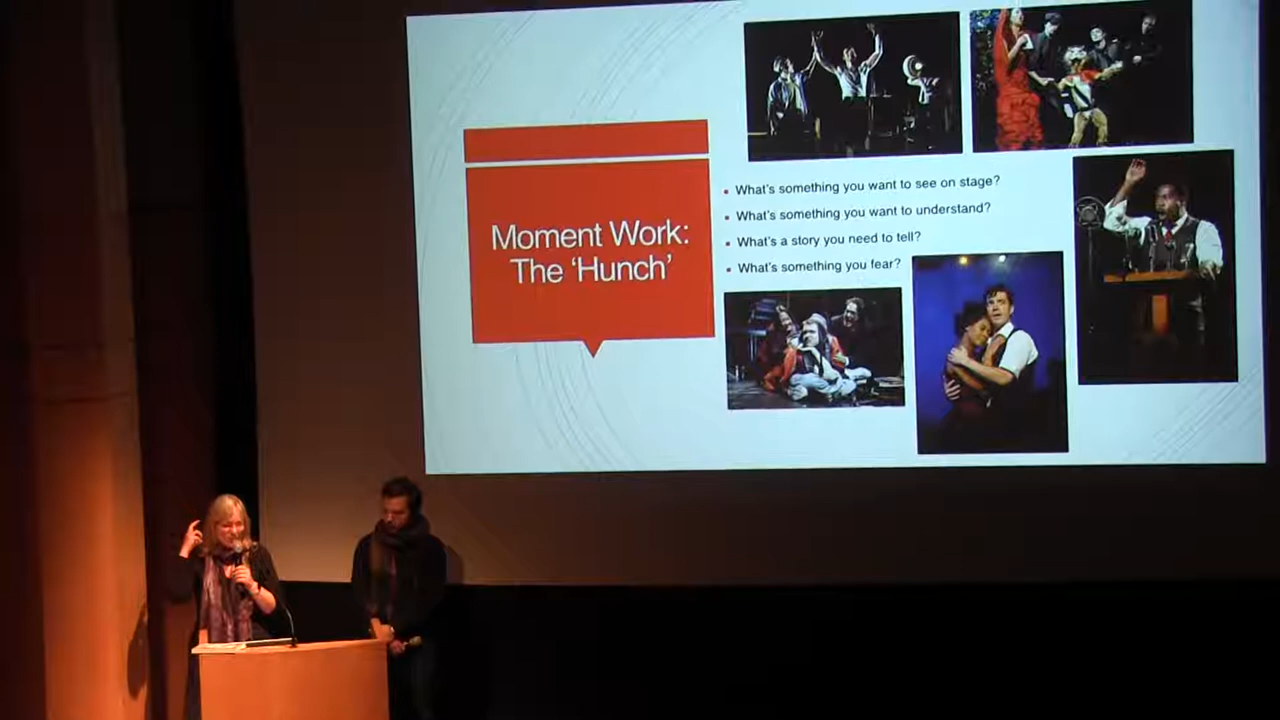 Moment Work:
The ‘Hunch’
What's something you want to see on stage?
What's something you want to understand?
What's a story you need to tell?
What's something you fear?